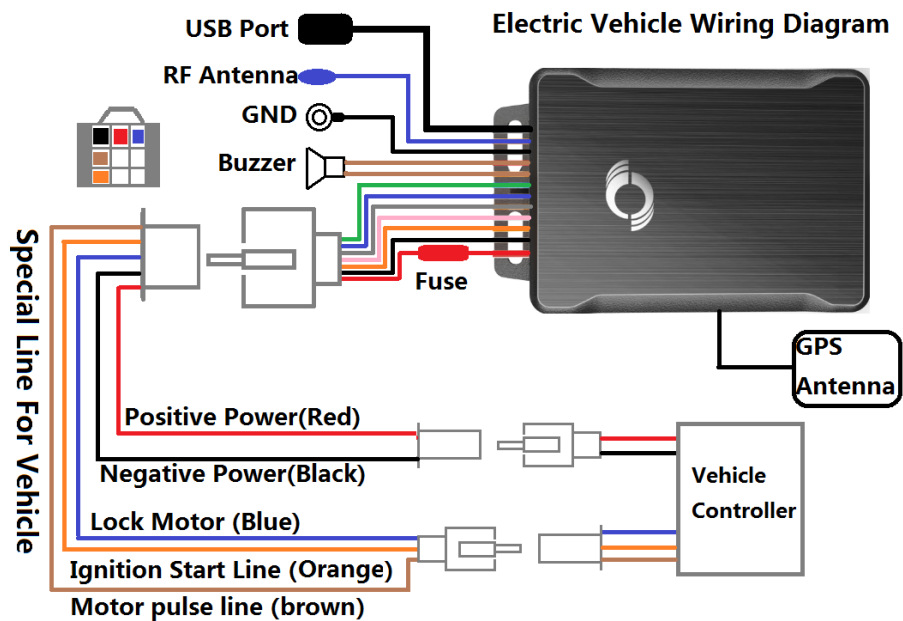 Electric Vehicle Wiring Diagram
USB Port
RF Antenna
GND
Buzzer
Fuse
GPS
Antenna
Special Line For Vehicle
Positive Power(Red)
Negative Power(Black)
Lock Motor (Blue)
Ignition Start Line (Orange)
Motor pulse line (brown)
Vehicle
Controller